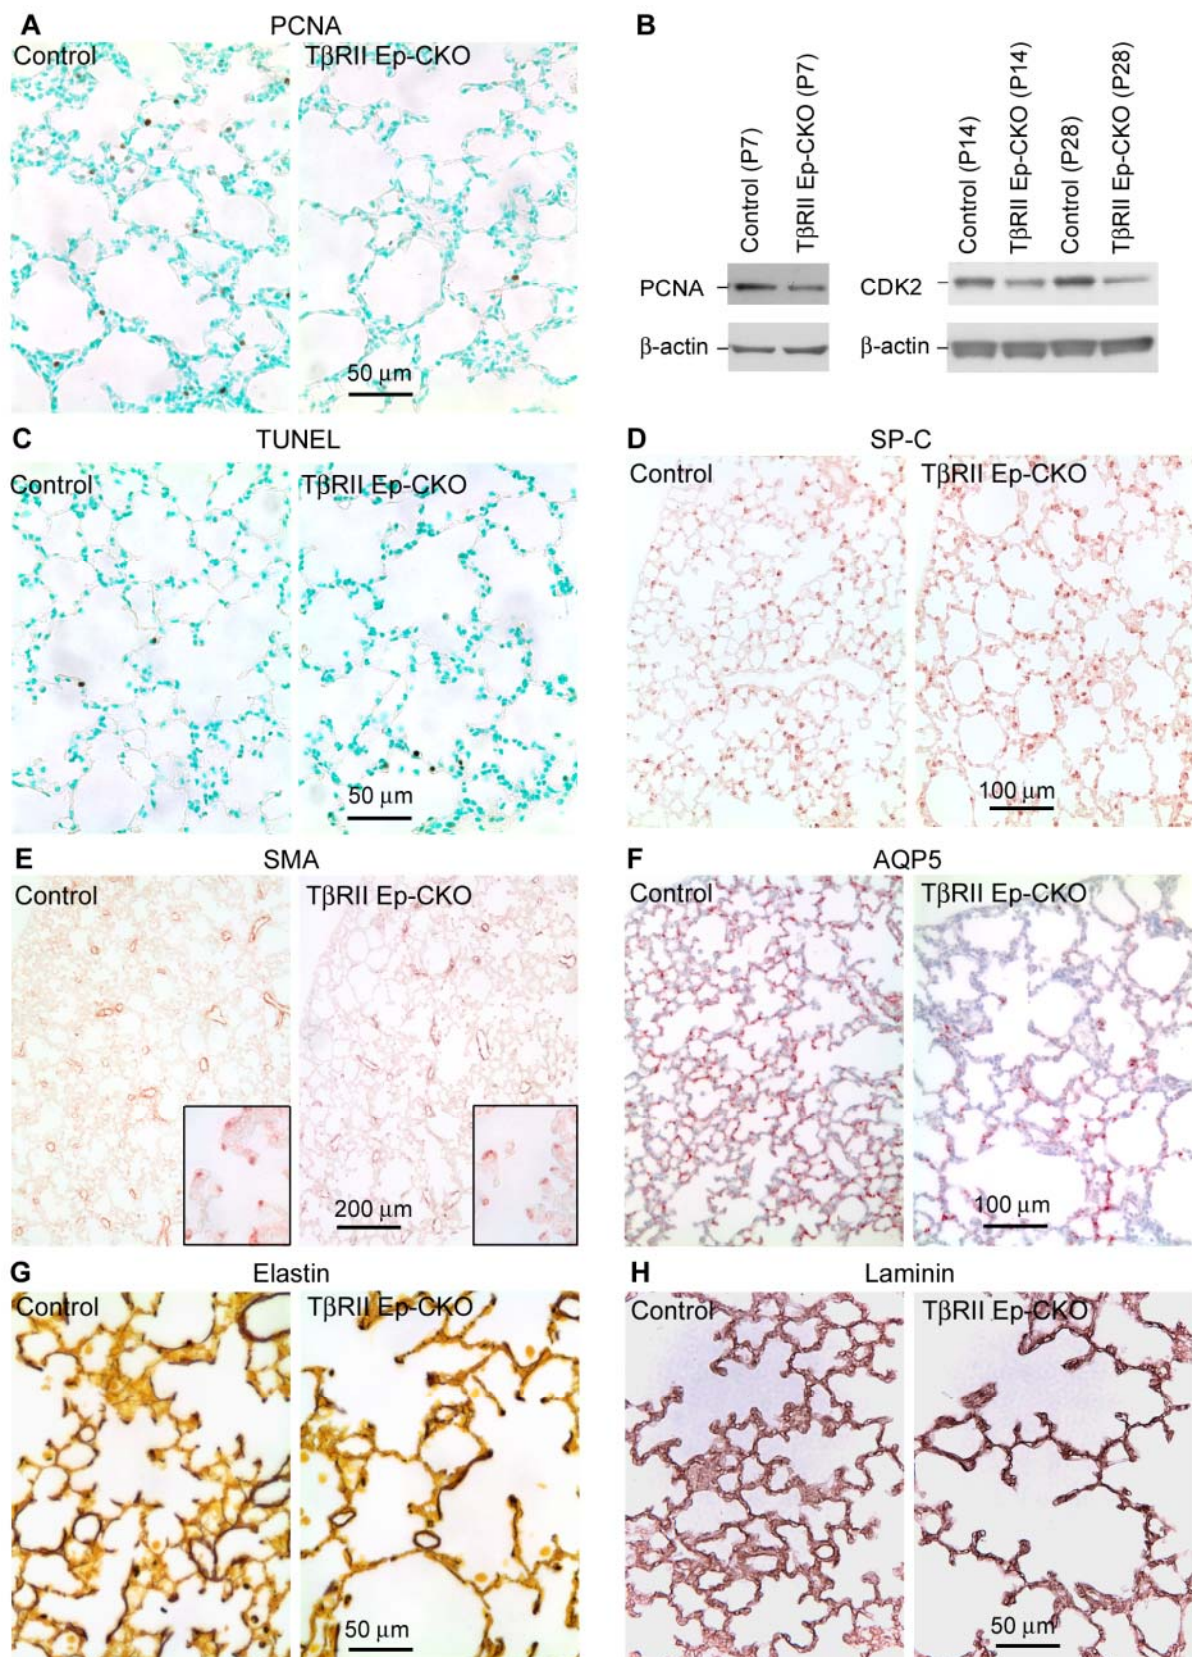 A
PCNA
Control
TβRII Ep-CKO
50 μm
B
Control (P7)
TβRII Ep-CKO (P7)
Control (P14)
TβRII Ep-CKO (P14)
Control (P28)
TβRII Ep-CKO (P28)
PCNA
β-actin
CDK2
β-actin
C
TUNEL
Control
TβRII Ep-CKO
50 μm
D
SP-C
Control
TβRII Ep-CKO
100 μm
E
SMA
Control
TβRII Ep-CKO
200 μm
F
AQP5
Control
TβRII Ep-CKO
100 μm
G
Elastin
Control
TβRII Ep-CKO
50 μm
H
Laminin
Control
TβRII Ep-CKO
50 μm